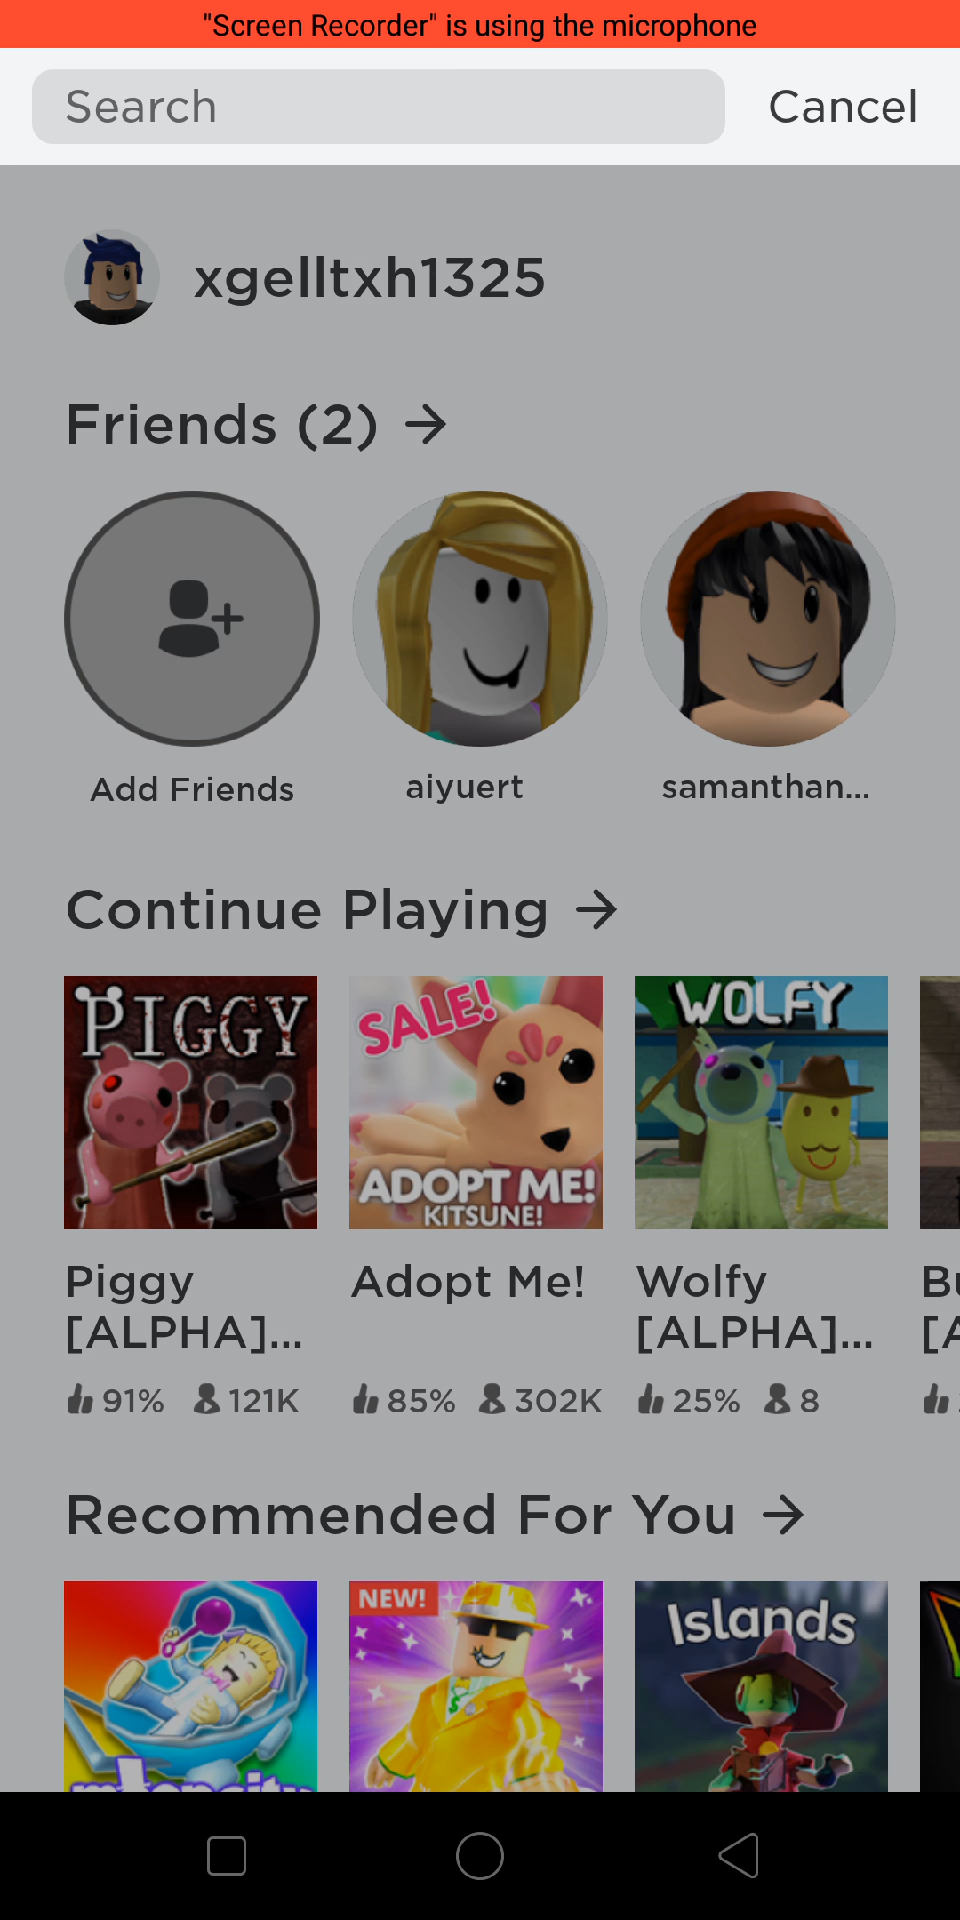 "Screen Recorder" is using the microphone
Search
Cancel
xgelltxh1325
Friends (2) →
Add Friends
aiyuert
samanthan...
Continue Playing →
PIGGY
SALE!
ADOPT ME!
KITSUNE!
WOLFY
Piggy
[ALPHA]...
Adopt Me!
Wolfy
[ALPHA]...
91% 121K
85% 302K
25% 8
Recommended For You →
NEW!
Islands